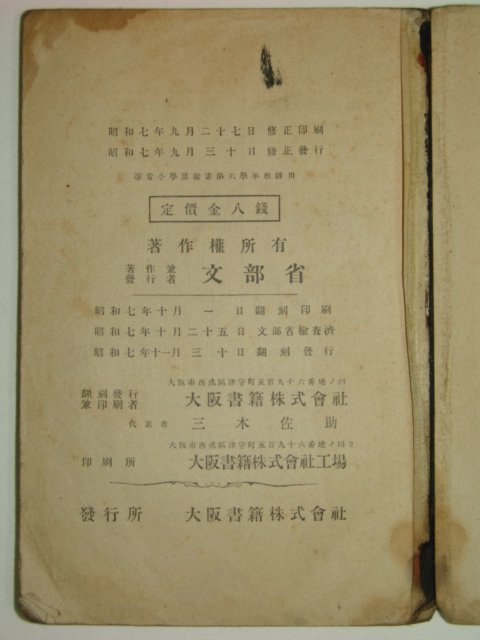 昭和七年九月二十七日 修正印刷
昭和七年九月三十日 修正發行
尋常小學算術書第六學年教師用
定價金八錢
著作權所有
著作兼
發行者 文部省
昭和七年十月一日 翻刻印刷
昭和七年十月二十五日 文部省檢査濟
昭和七年十一月三十日 翻刻發行
大阪市西成區津守町五百九十六番地ノ四
翻刻發行
兼印刷者 大阪書籍株式會社
代表者 三木佐助
大阪市西成區津守町五百九十六番地ノ四
印刷所 大阪書籍株式會社工場
發行所 大阪書籍株式會社